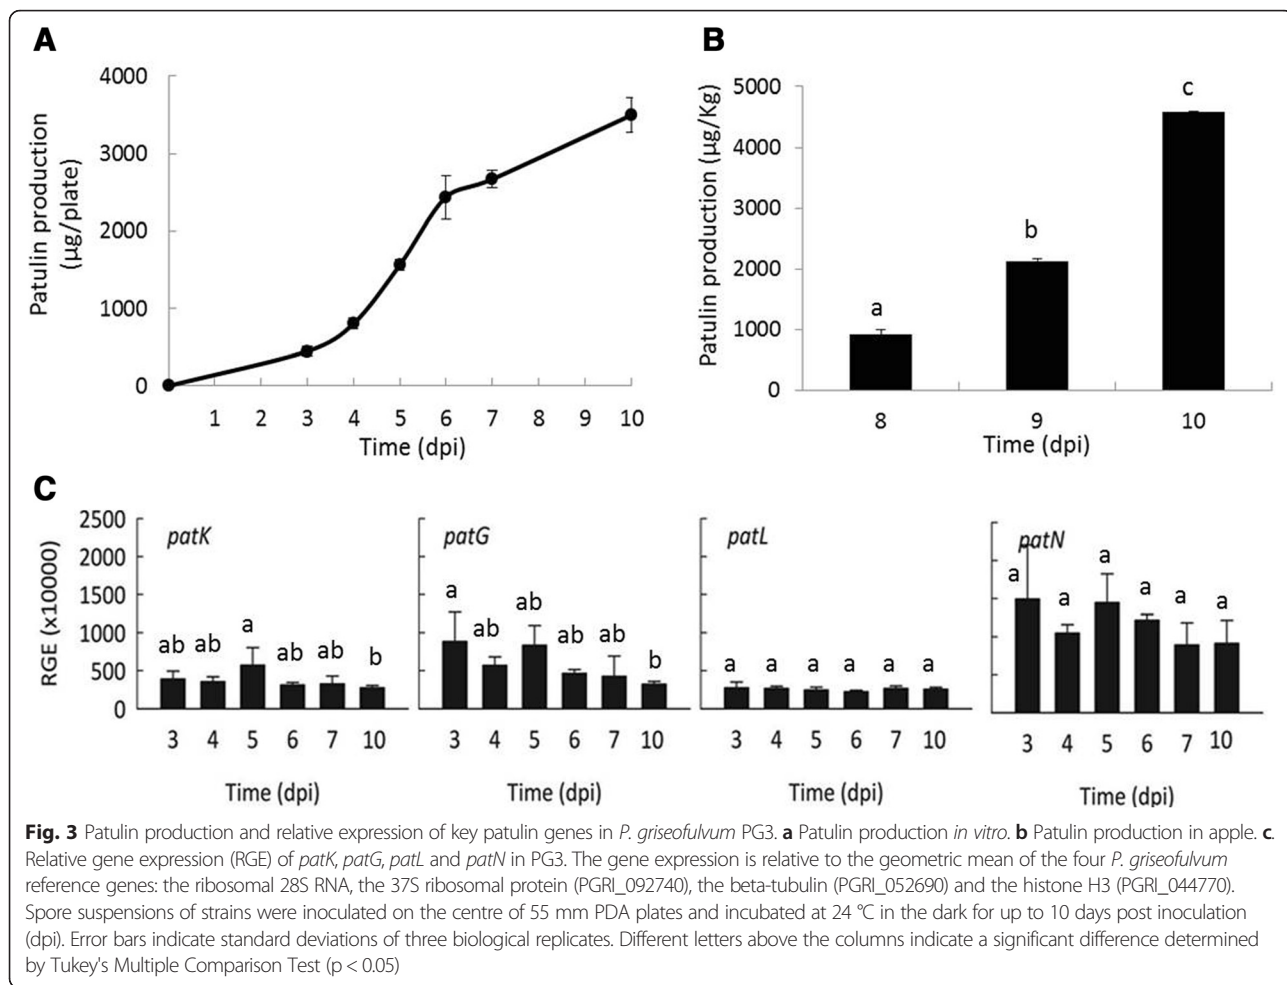 A
Patulin production
(µg/plate)
4000
3000
2000
1000
0
1 2 3 4 5 6 7 8 9 10
Time (dpi)
B
Patulin production (µg/Kg)
5000
4000
3000
2000
1000
0
a
b
c
8 9 10
Time (dpi)
C
RGE (x10000)
2500
2000
1500
1000
500
0
patK
ab ab a ab ab b
3 4 5 6 7 10
Time (dpi)
patG
a ab ab ab ab b
3 4 5 6 7 10
Time (dpi)
patL
a a a a a a
3 4 5 6 7 10
Time (dpi)
patN
a a a a a a
3 4 5 6 7 10
Time (dpi)
Fig. 3 Patulin production and relative expression of key patulin genes in P. griseofulvum PG3. a Patulin production in vitro. b Patulin production in apple. c.
Relative gene expression (RGE) of patK, patG, patL and patN in PG3. The gene expression is relative to the geometric mean of the four P. griseofulvum
reference genes: the ribosomal 28S RNA, the 37S ribosomal protein (PGRI_092740), the beta-tubulin (PGRI_052690) and the histone H3 (PGRI_044770).
Spore suspensions of strains were inoculated on the centre of 55 mm PDA plates and incubated at 24 °C in the dark for up to 10 days post inoculation
(dpi). Error bars indicate standard deviations of three biological replicates. Different letters above the columns indicate a significant difference determined
by Tukey's Multiple Comparison Test (p < 0.05)